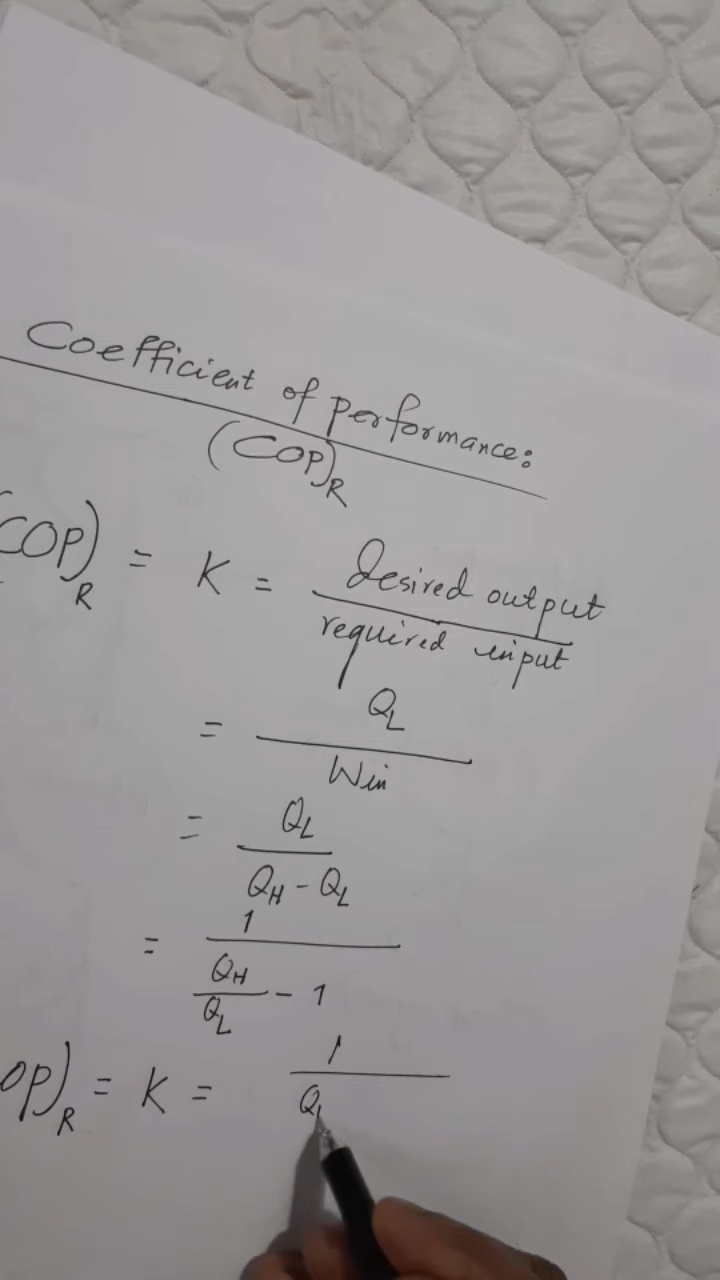 Coefficient of performance:
(COP)R
(COP)R = K = Desired output / required input
= QL / Win
= QL / QH - QL
= 1 / QH / QL - 1
OP)R = K = 1 / Q